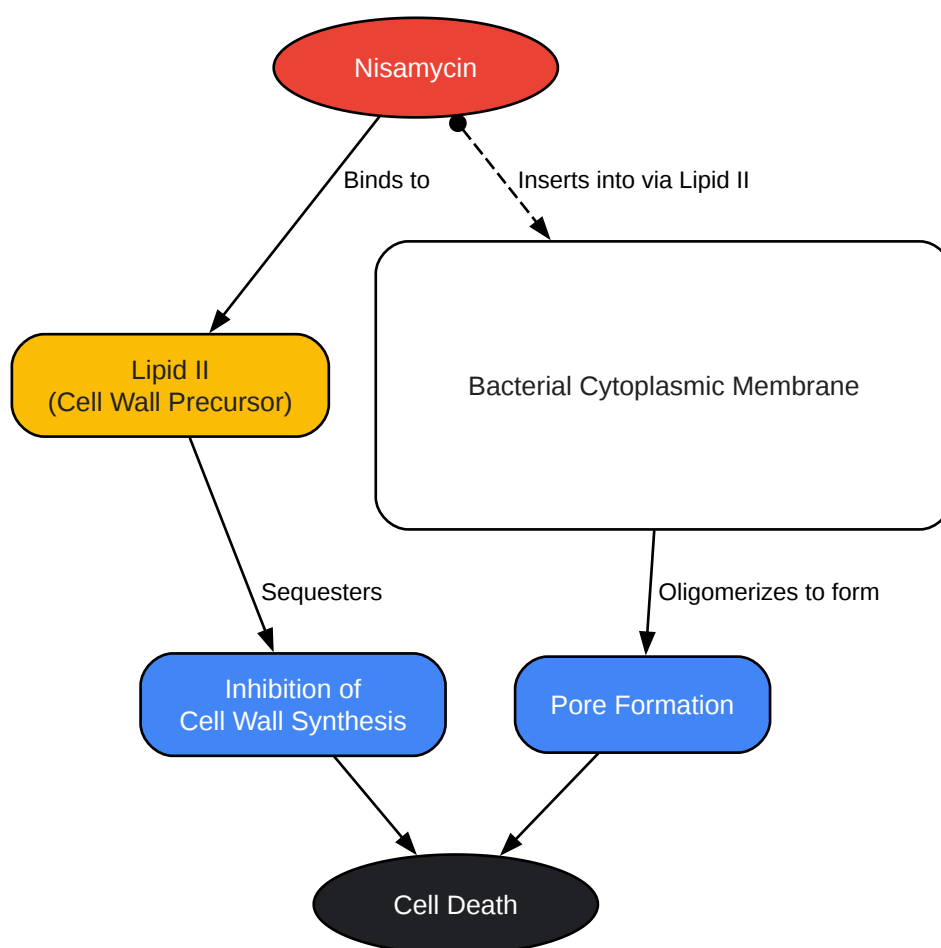 Nisamycin
Binds to
Inserts into via Lipid II
Lipid II
(Cell Wall Precursor)
Bacterial Cytoplasmic Membrane
Sequesters
Oligomerizes to form
Inhibition of
Cell Wall Synthesis
Pore Formation
Cell Death